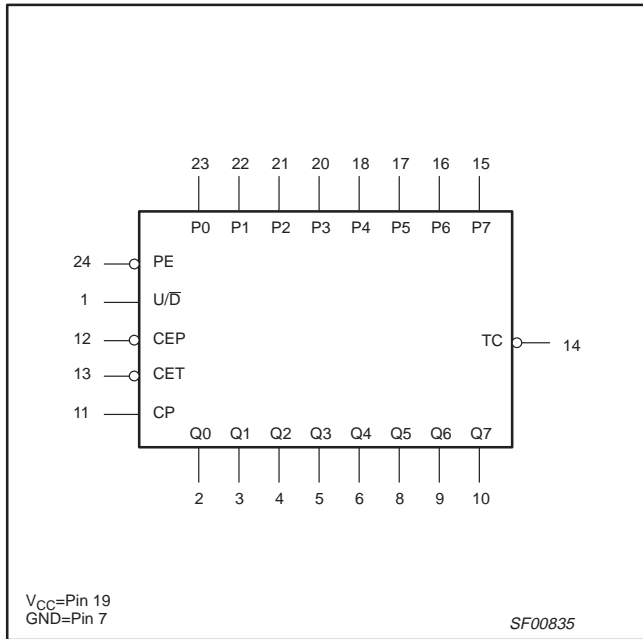 23 22 21 20 18 17 16 15
P0 P1 P2 P3 P4 P5 P6 P7
24 PE
1 U/D̅
12 CEP
TC 14
13 CET
11 CP
Q0 Q1 Q2 Q3 Q4 Q5 Q6 Q7
2 3 4 5 6 8 9 10
VCC=Pin 19
GND=Pin 7
SF00835